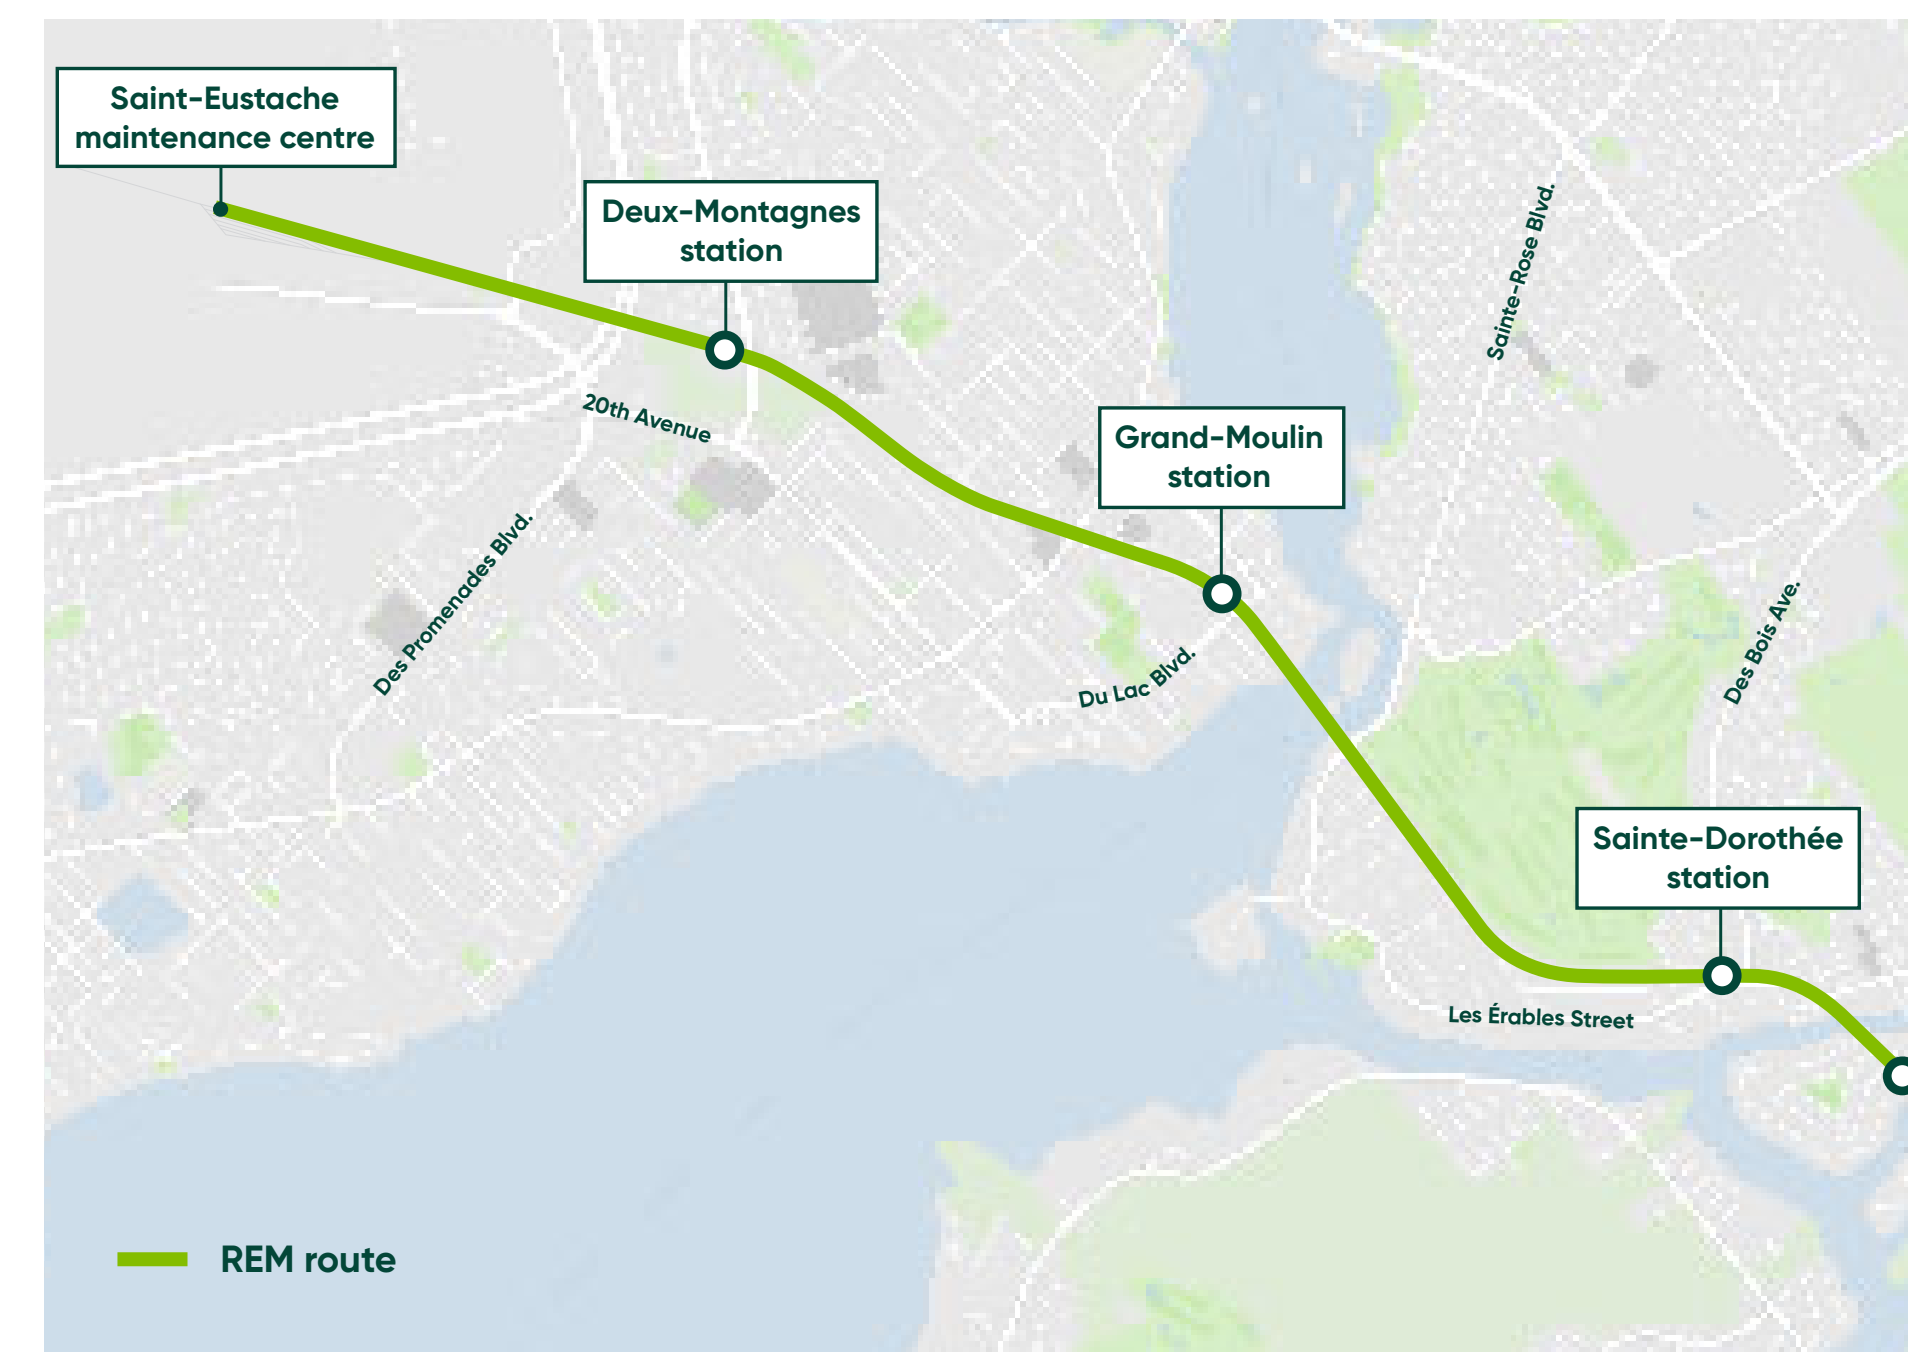 Saint-Eustache
maintenance centre
Deux-Montagnes
station
Sainte-Rose Blvd.
20th Avenue
Grand-Moulin
station
Des Promenades Blvd.
Des Bois Ave.
Du Lac Blvd.
Sainte-Dorothée
station
Les Érables Street
REM route